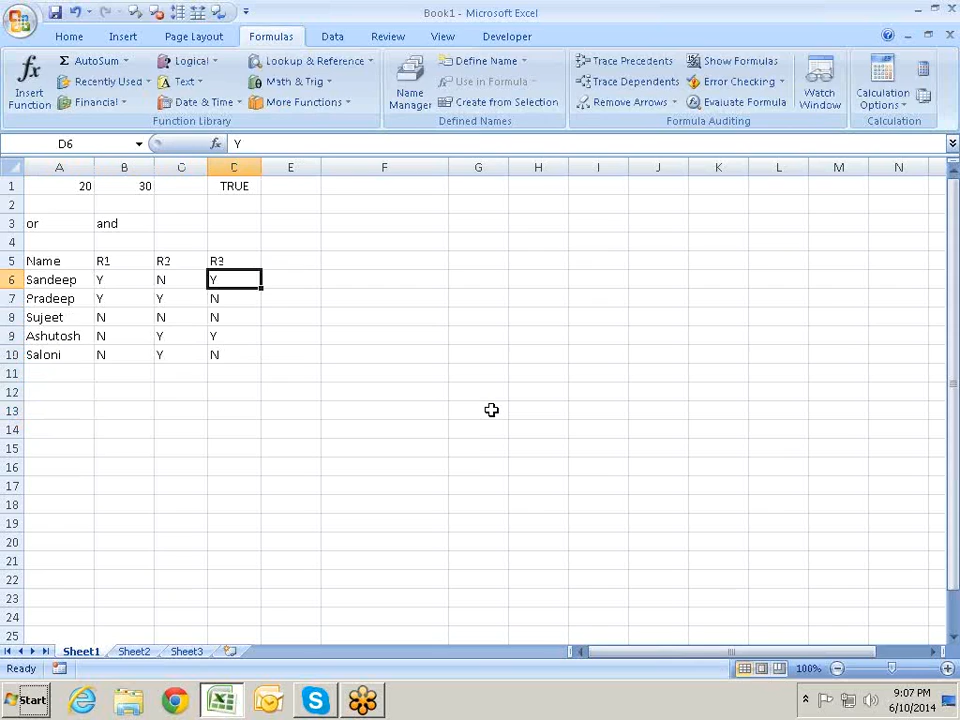 Book1 - Microsoft Excel
Home Insert Page Layout Formulas Data Review View Developer
fx Insert Function
Σ AutoSum
Recently Used
Financial
Logical
Text
Date & Time
Lookup & Reference
Math & Trig
More Functions
Function Library
Name Manager
Define Name
Use in Formula
Create from Selection
Defined Names
Trace Precedents
Trace Dependents
Remove Arrows
Show Formulas
Error Checking
Evaluate Formula
Formula Auditing
Watch Window
Calculation Options
Calculation
D6 fx Y
A B C D E F G H I J K L M N
1 20 30 TRUE
2
3 or and
4
5 Name R1 R2 R3
6 Sandeep Y N Y
7 Pradeep Y Y N
8 Sujeet N N N
9 Ashutosh N Y Y
10 Saloni N Y N
11
12
13
14
15
16
17
18
19
20
21
22
23
24
25
Sheet1 Sheet2 Sheet3
Ready 100%
Start 9:07 PM
6/10/2014